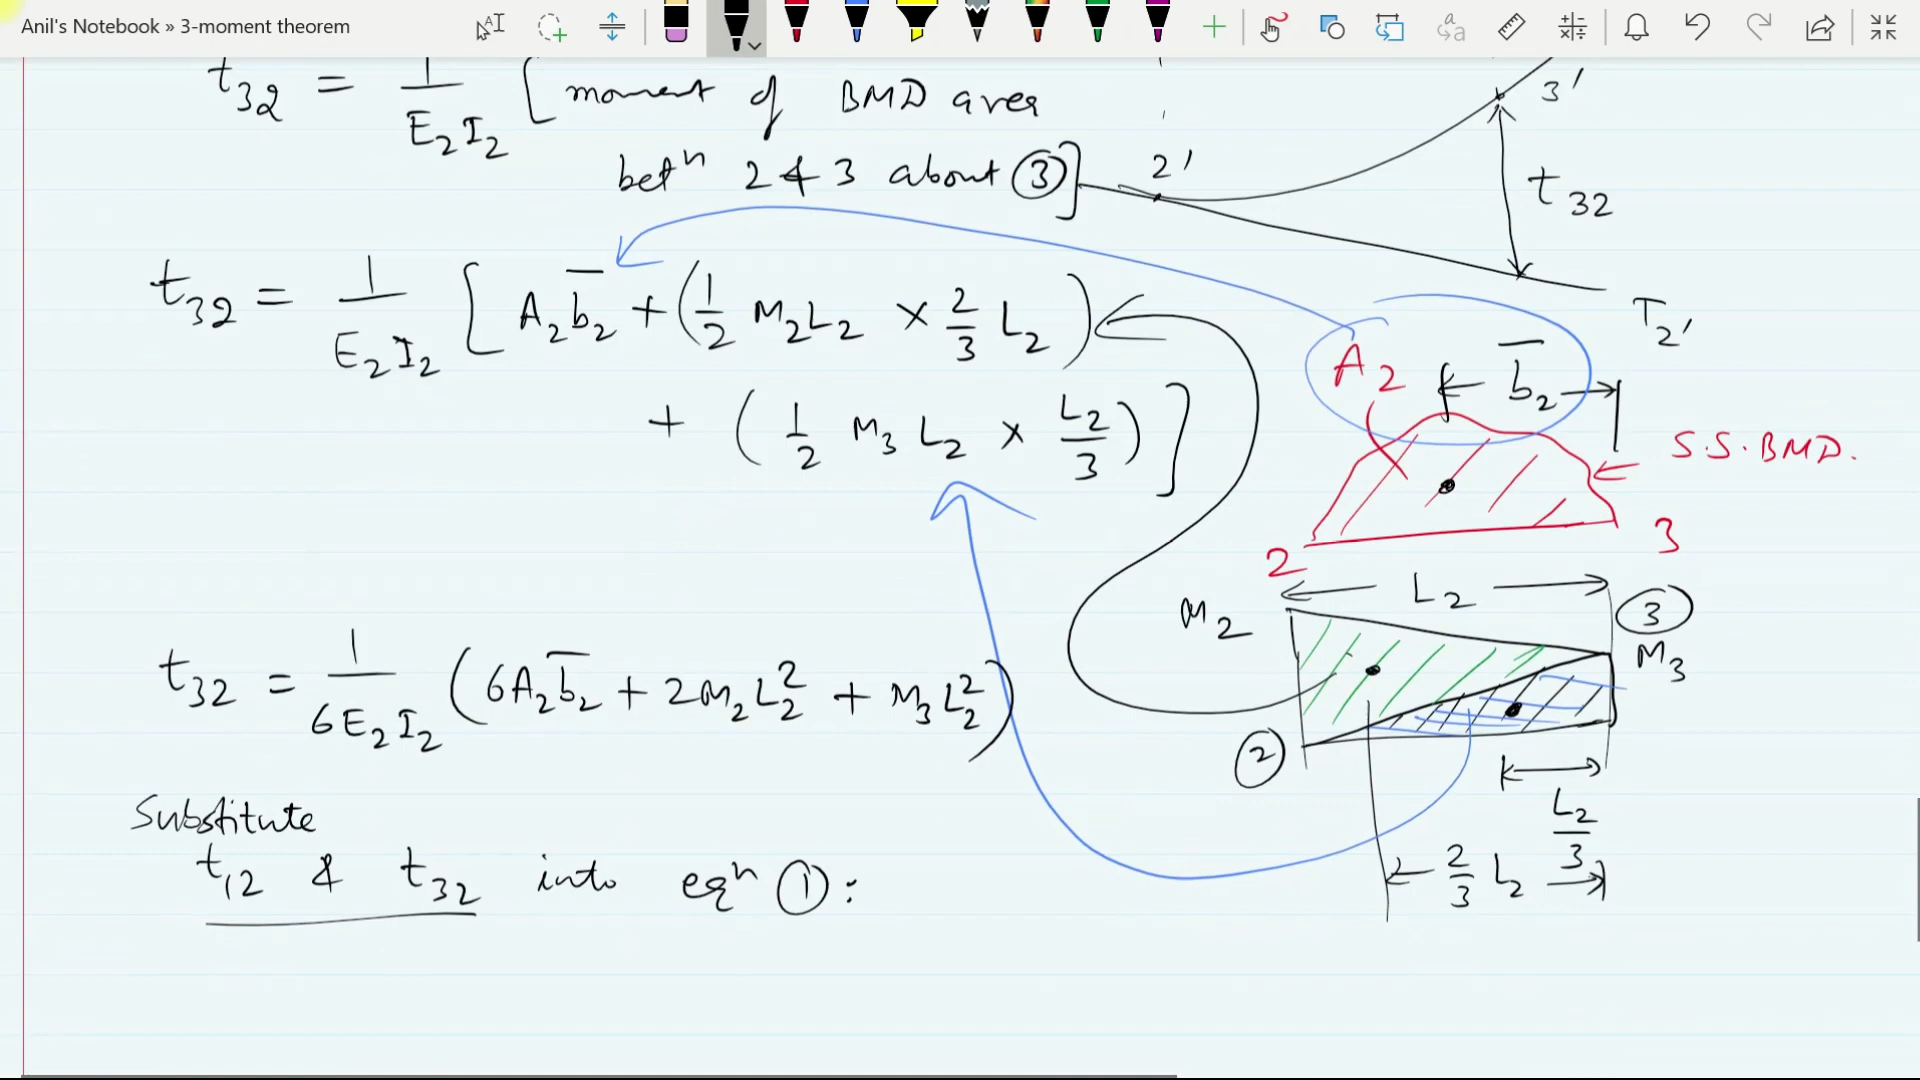 Anil's Notebook » 3-moment theorem
t₃₂ = 1/E₂I₂ [moment of BMD area
betⁿ 2 & 3 about ③]
2'
3'
t₃₂
T₂'
t₃₂ = 1/E₂I₂ [A₂b̅₂ + (1/2 M₂L₂ × 2/3 L₂)
+ (1/2 M₃ L₂ × L₂/3)]
A₂
b̅₂
S.S.BMD.
2
3
L₂
M₂
③
M₃
②
L₂/3
2/3 L₂
t₃₂ = 1/6E₂I₂ (6A₂b̅₂ + 2M₂L₂² + M₃L₂²)
Substitute
t₁₂ & t₃₂ into eqⁿ ①: